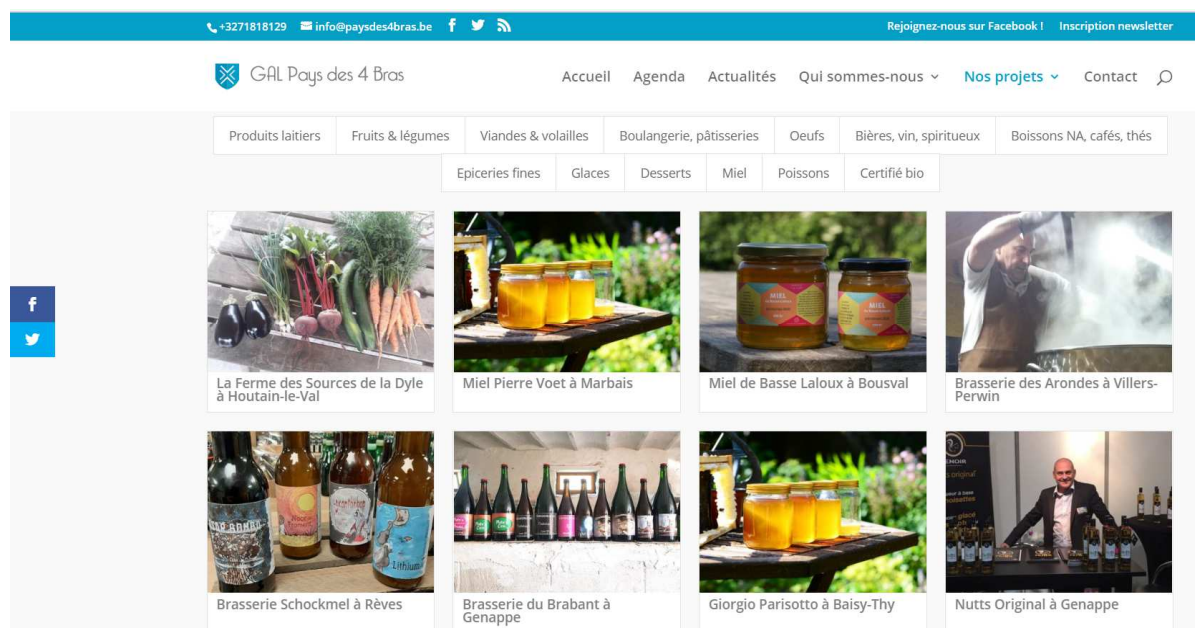 +3271818129 info@paysdes4bras.be Rejoignez-nous sur Facebook ! Inscription newsletter
GAL Pays des 4 Bras Accueil Agenda Actualités Qui sommes-nous Nos projets Contact
Produits laitiers Fruits & légumes Viandes & volailles Boulangerie, pâtisseries Oeufs Bières, vin, spiritueux Boissons NA, cafés, thés
Epiceries fines Glaces Desserts Miel Poissons Certifié bio
MIEL
MIEL
La Ferme des Sources de la Dyle
à Houtain-le-Val
Miel Pierre Voet à Marbais
Miel de Basse Laloux à Bousval
Brasserie des Arondes à Villers-
Perwin
Lithium
Brasserie Schockmel à Rèves
Brasserie du Brabant à
Genappe
Giorgio Parisotto à Baisy-Thy
Nutts Original à Genappe